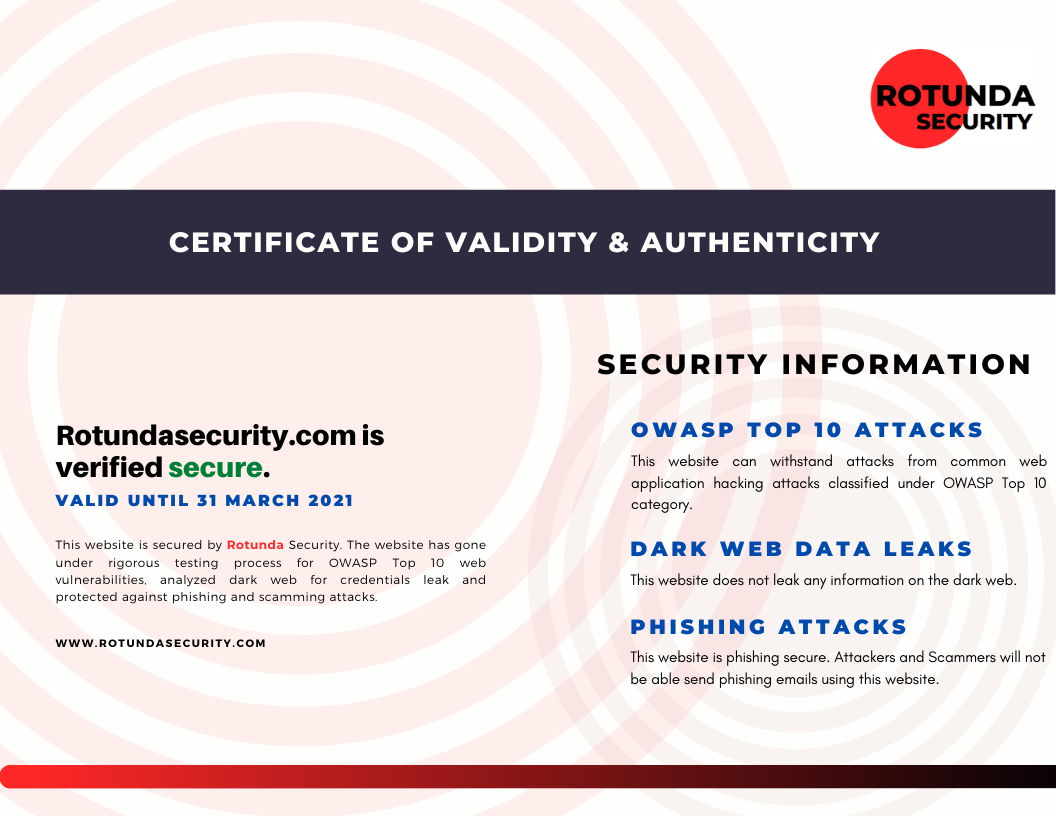 ROTUNDA
SECURITY
CERTIFICATE OF VALIDITY & AUTHENTICITY
Rotundasecurity.com is
verified secure.
VALID UNTIL 31 MARCH 2021
This website is secured by Rotunda Security. The website has gone
under rigorous testing process for OWASP Top 10 web
vulnerabilities, analyzed dark web for credentials leak and
protected against phishing and scamming attacks.
WWW.ROTUNDASECURITY.COM
SECURITY INFORMATION
OWASP TOP 10 ATTACKS
This website can withstand attacks from common web
application hacking attacks classified under OWASP Top 10
category.
DARK WEB DATA LEAKS
This website does not leak any information on the dark web.
PHISHING ATTACKS
This website is phishing secure. Attackers and Scammers will not
be able send phishing emails using this website.